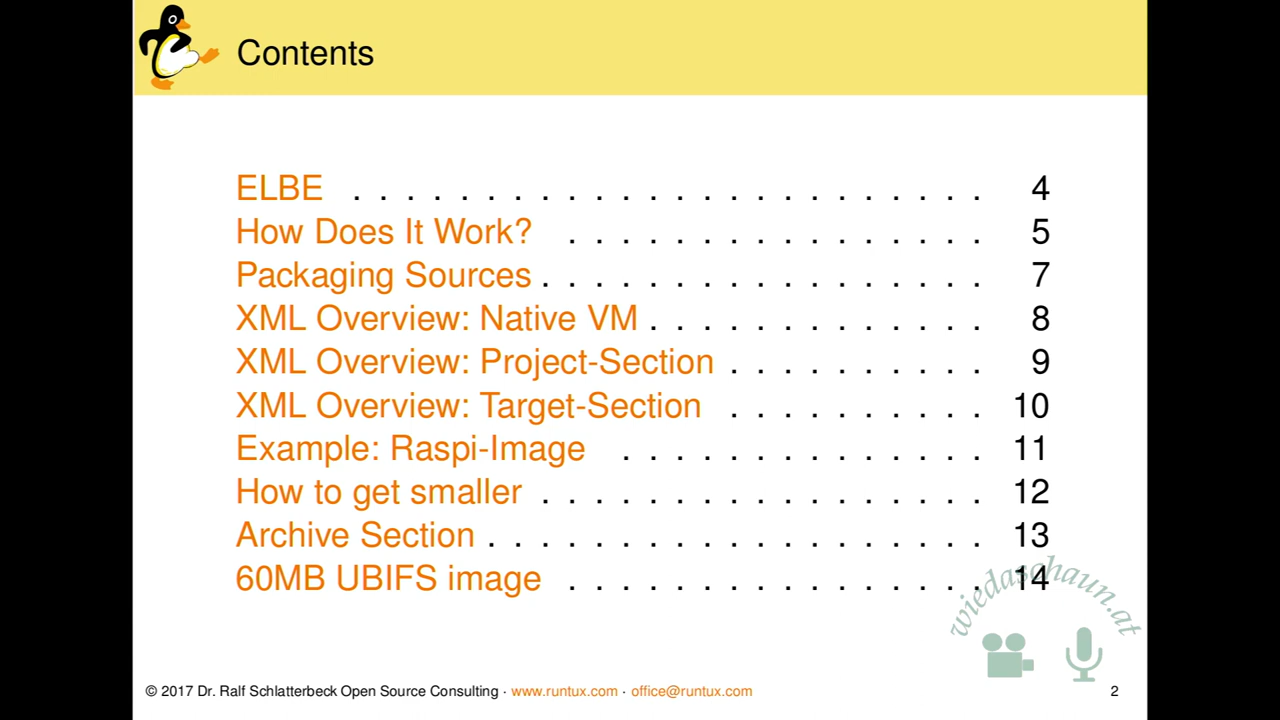 Contents
ELBE . . . . . . . . . . . . . . . . . . . . . . . . 4
How Does It Work? . . . . . . . . . . . . . . . . 5
Packaging Sources . . . . . . . . . . . . . . . . . 7
XML Overview: Native VM . . . . . . . . . . . . . 8
XML Overview: Project-Section . . . . . . . . . . 9
XML Overview: Target-Section . . . . . . . . . . 10
Example: Raspi-Image . . . . . . . . . . . . . . 11
How to get smaller . . . . . . . . . . . . . . . . . 12
Archive Section . . . . . . . . . . . . . . . . . . . 13
60MB UBIFS image . . . . . . . . . . . . . . . . 14
wiedaschaun.at
© 2017 Dr. Ralf Schlatterbeck Open Source Consulting · www.runtux.com · office@runtux.com 2